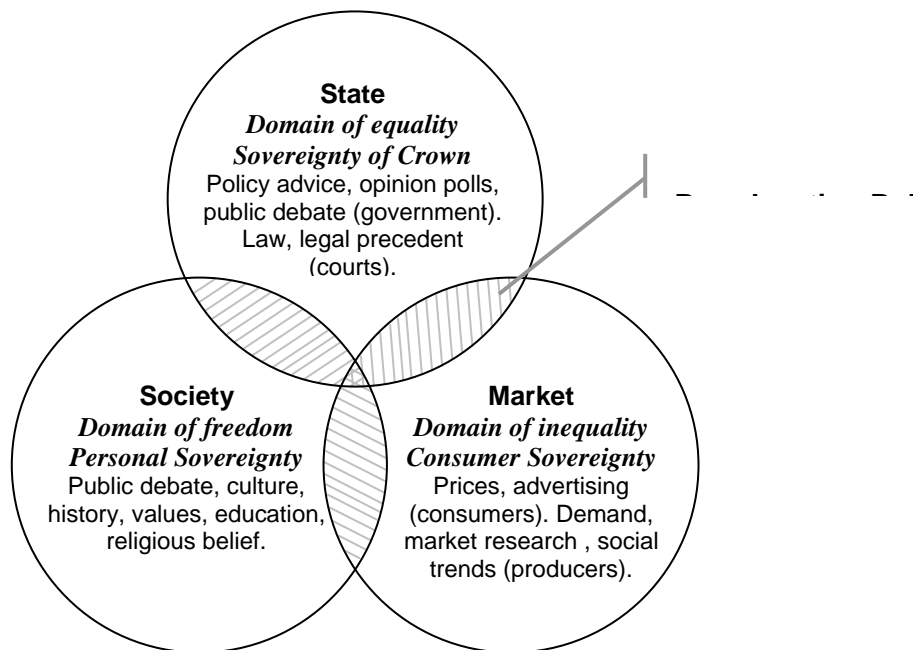 State
Domain of equality
Sovereignty of Crown
Policy advice, opinion polls,
public debate (government).
Law, legal precedent
(courts).
Society
Domain of freedom
Personal Sovereignty
Public debate, culture,
history, values, education,
religious belief.
Market
Domain of inequality
Consumer Sovereignty
Prices, advertising
(consumers). Demand,
market research , social
trends (producers).